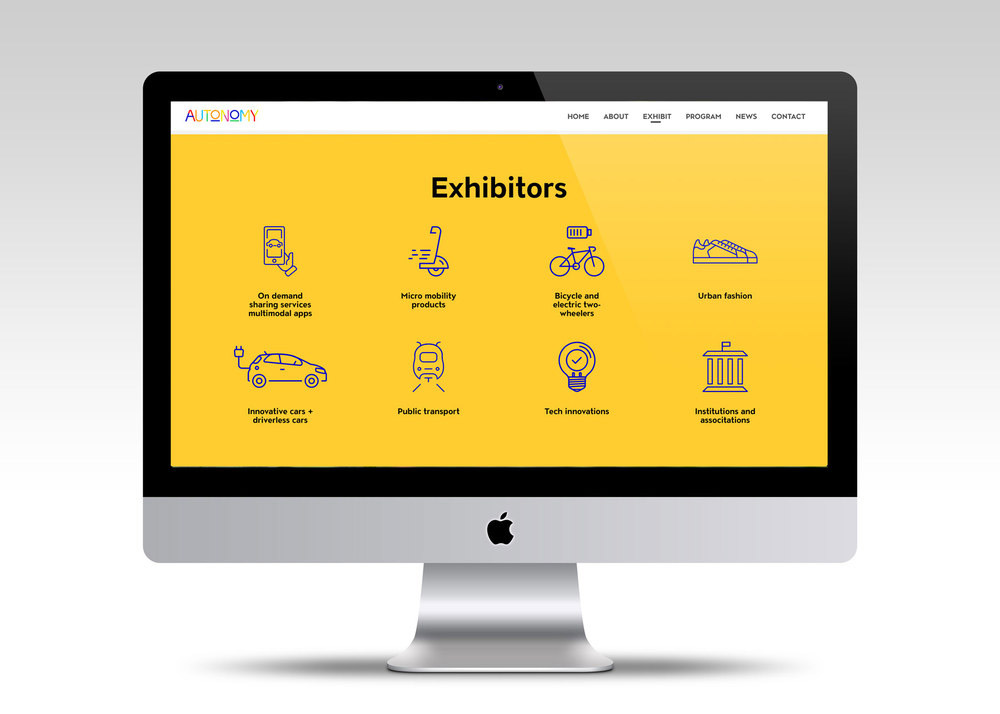 AUTONOMY
HOME ABOUT EXHIBIT PROGRAM NEWS CONTACT
Exhibitors
On demand
sharing services
multimodal apps
Micro mobility
products
Bicycle and
electric two-
wheelers
Urban fashion
Innovative cars +
driverless cars
Public transport
Tech innovations
Institutions and
associtations